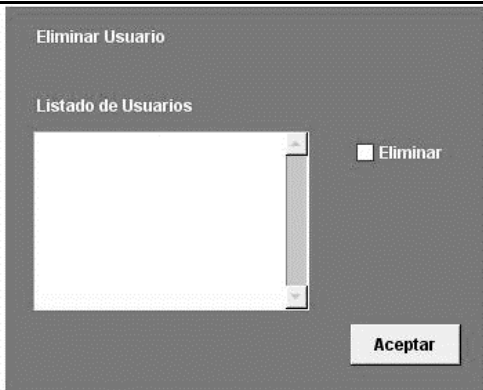 Eliminar Usuario
Listado de Usuarios
Eliminar
Aceptar